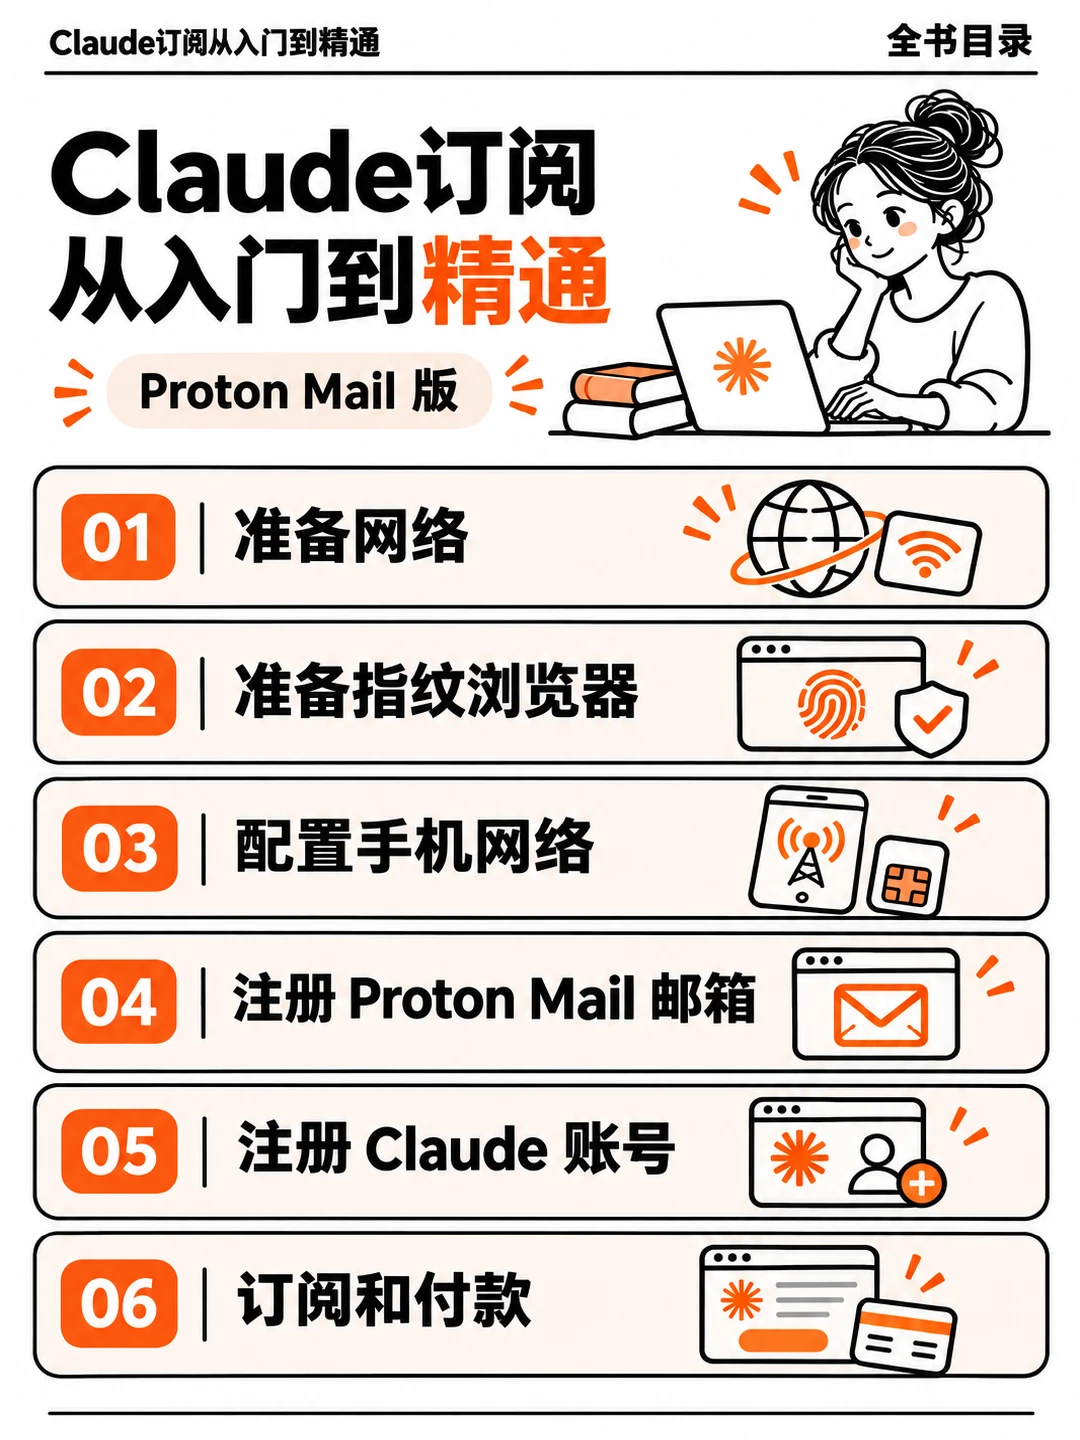 Claude订阅从入门到精通
全书目录
Claude订阅
从入门到精通
Proton Mail 版
01
准备网络
02
准备指纹浏览器
03
配置手机网络
04
注册 Proton Mail 邮箱
05
注册 Claude 账号
06
订阅和付款